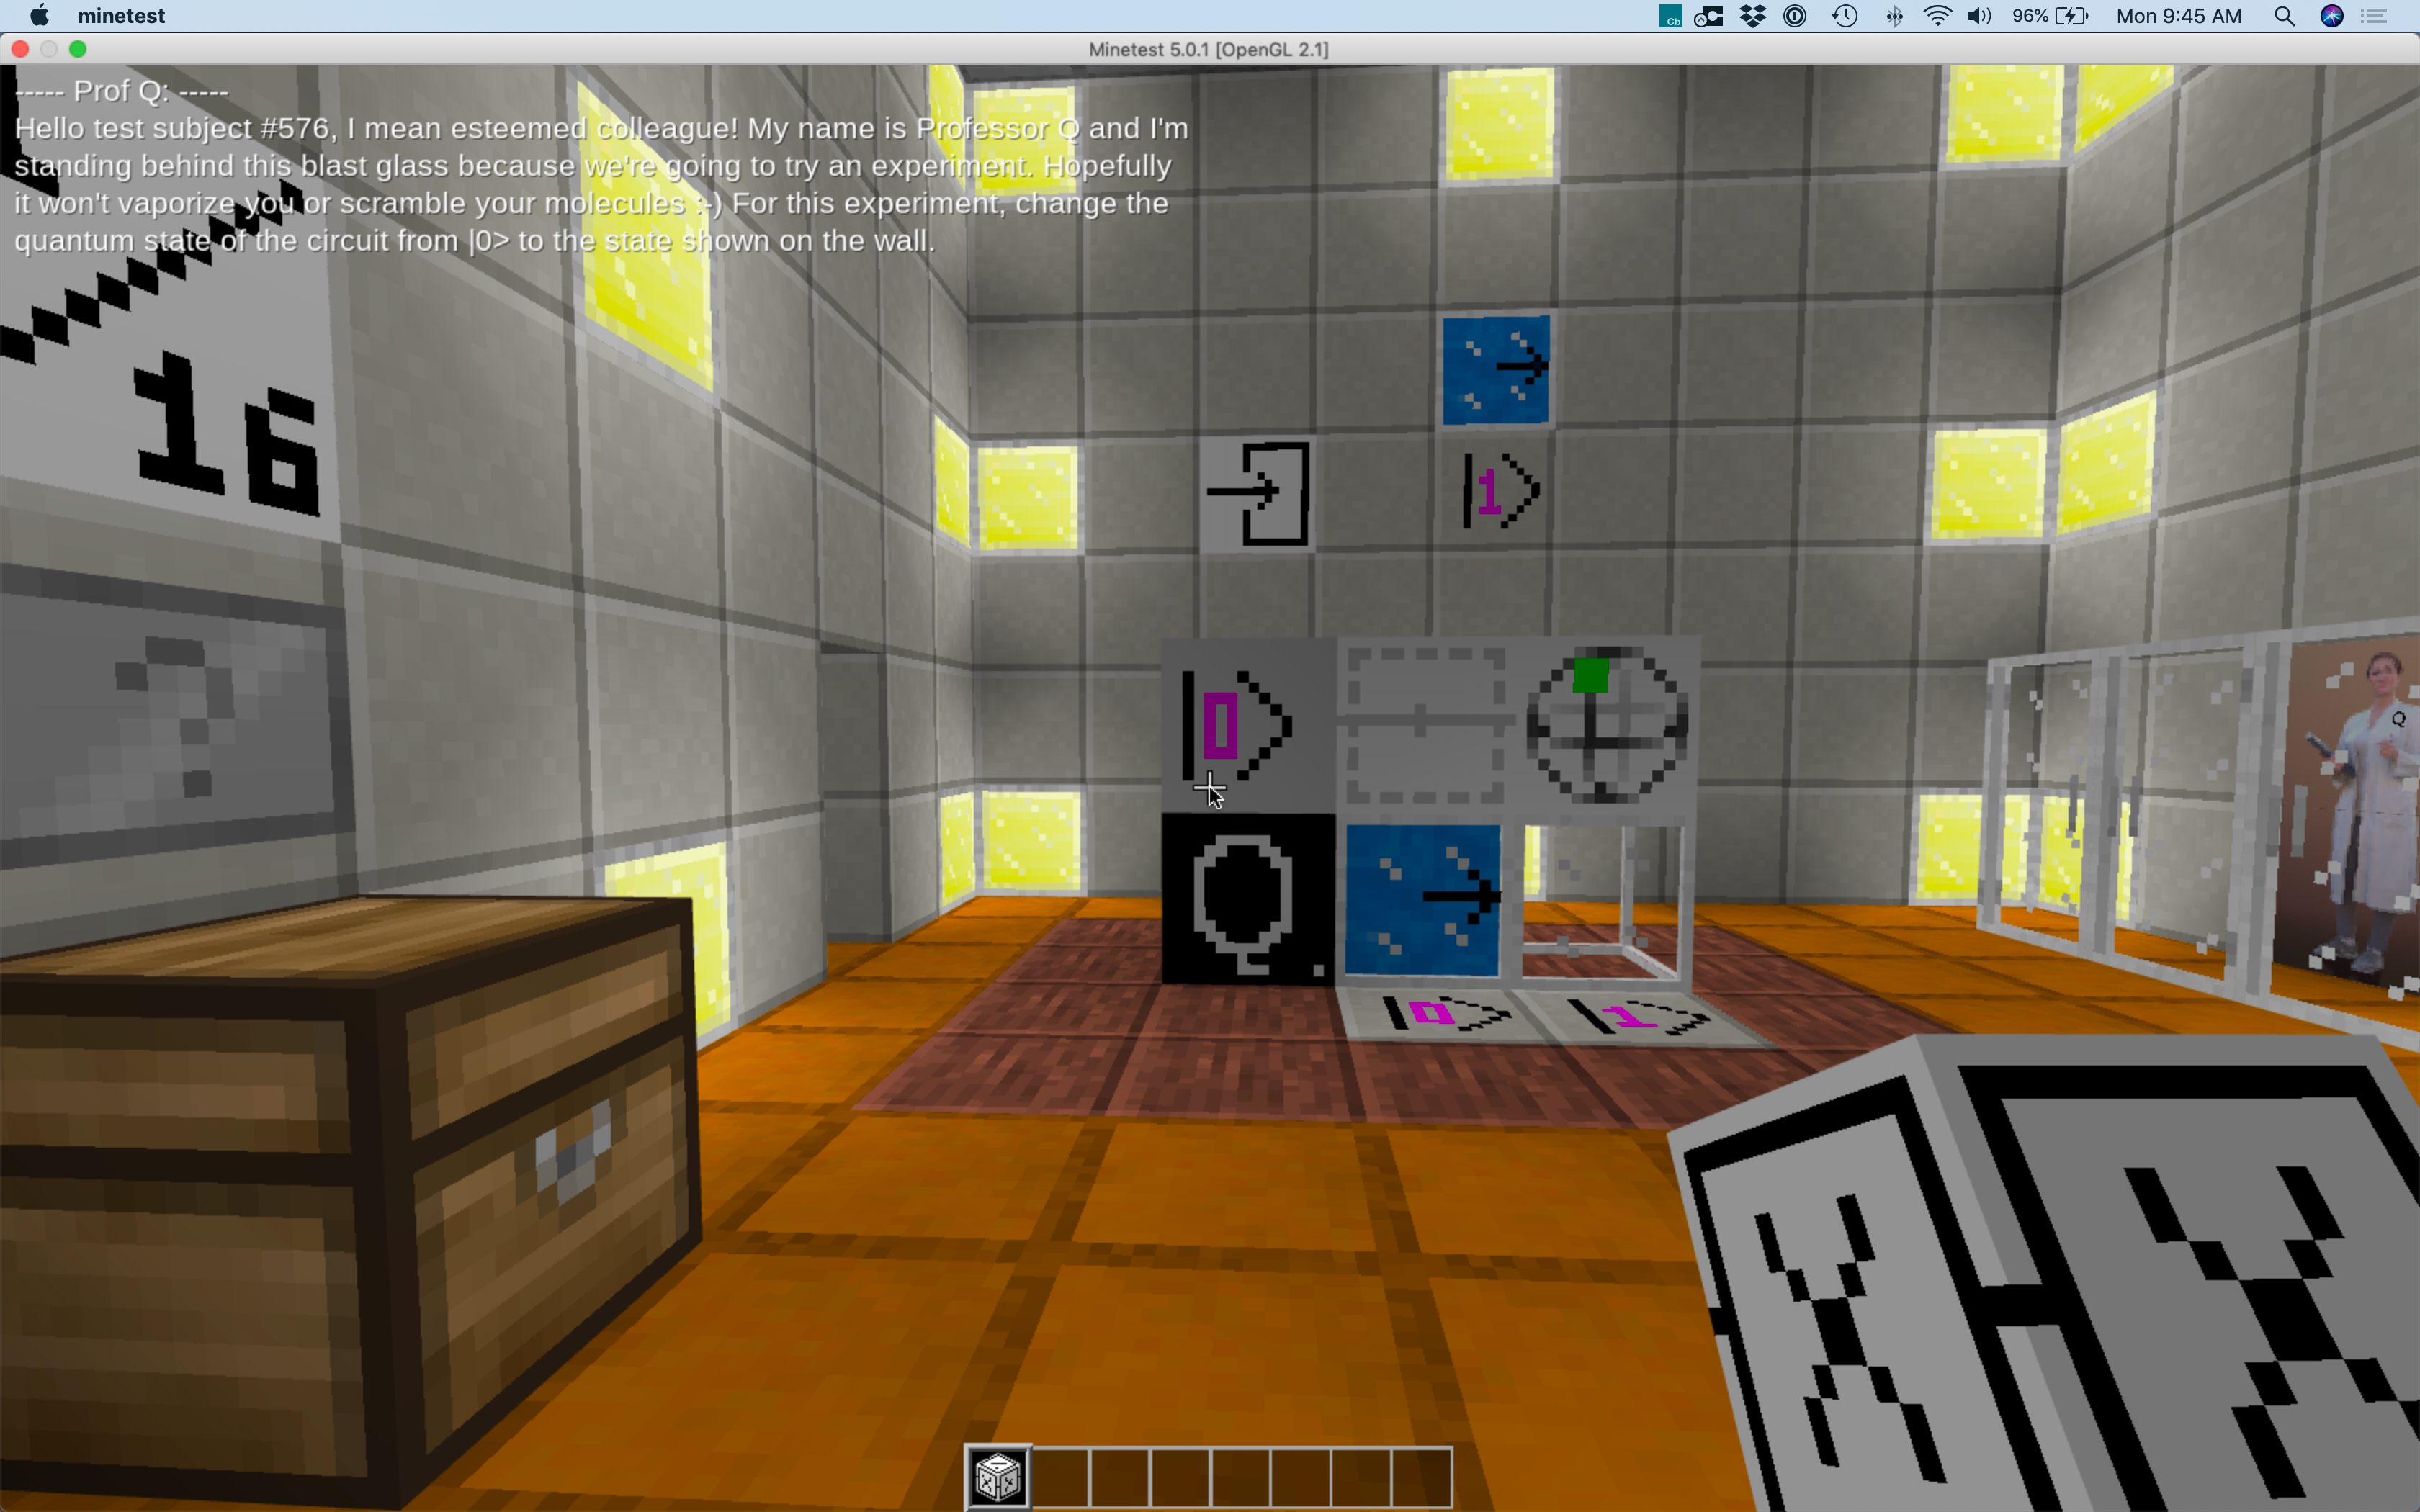 minetest
96%
Mon 9:45 AM
Minetest 5.0.1 [OpenGL 2.1]
----- Prof Q: -----
Hello test subject #576, I mean esteemed colleague! My name is Professor Q and I'm
standing behind this blast glass because we're going to try an experiment. Hopefully
it won't vaporize you or scramble your molecules :-) For this experiment, change the
quantum state of the circuit from |0> to the state shown on the wall.
16
|1>
|0>
Q
Q.
|0> |1>
X X